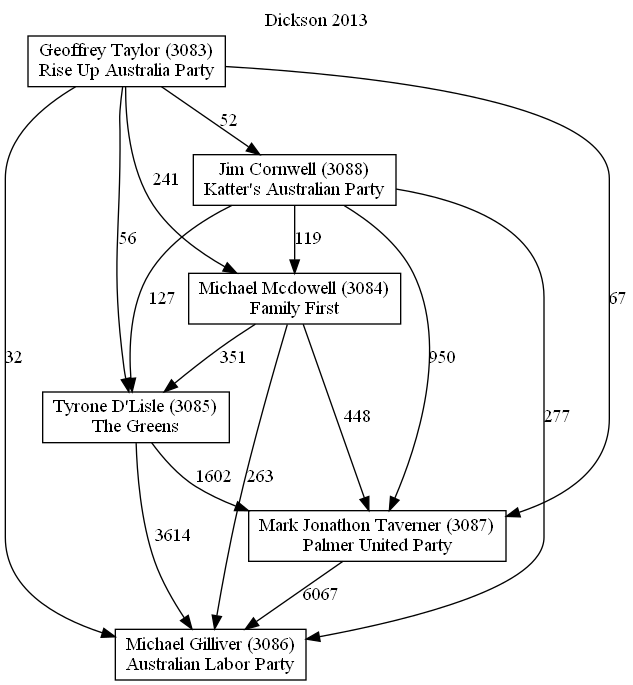 Dickson 2013
Geoffrey Taylor (3083)
Rise Up Australia Party
52
Jim Cornwell (3088)
Katter's Australian Party
241
56
119
127
67
Michael Mcdowell (3084)
Family First
32
351
950
448
277
Tyrone D'Lisle (3085)
The Greens
1602
263
Mark Jonathon Taverner (3087)
Palmer United Party
3614
6067
Michael Gilliver (3086)
Australian Labor Party